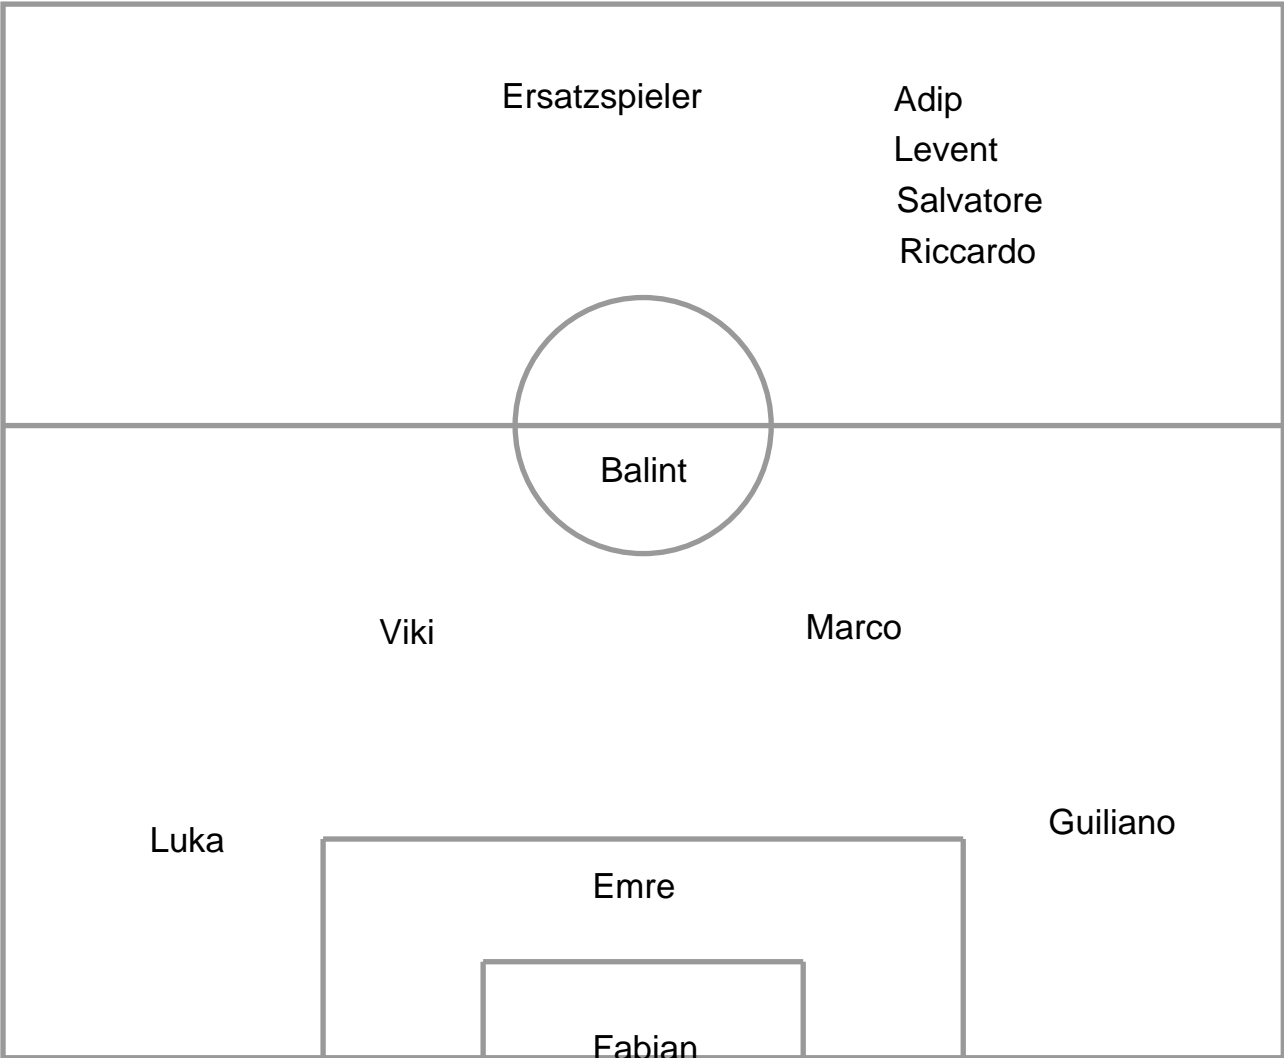 Ersatzspieler
Adip
Levent
Salvatore
Riccardo
Balint
Viki
Marco
Luka
Guiliano
Emre
Fabian